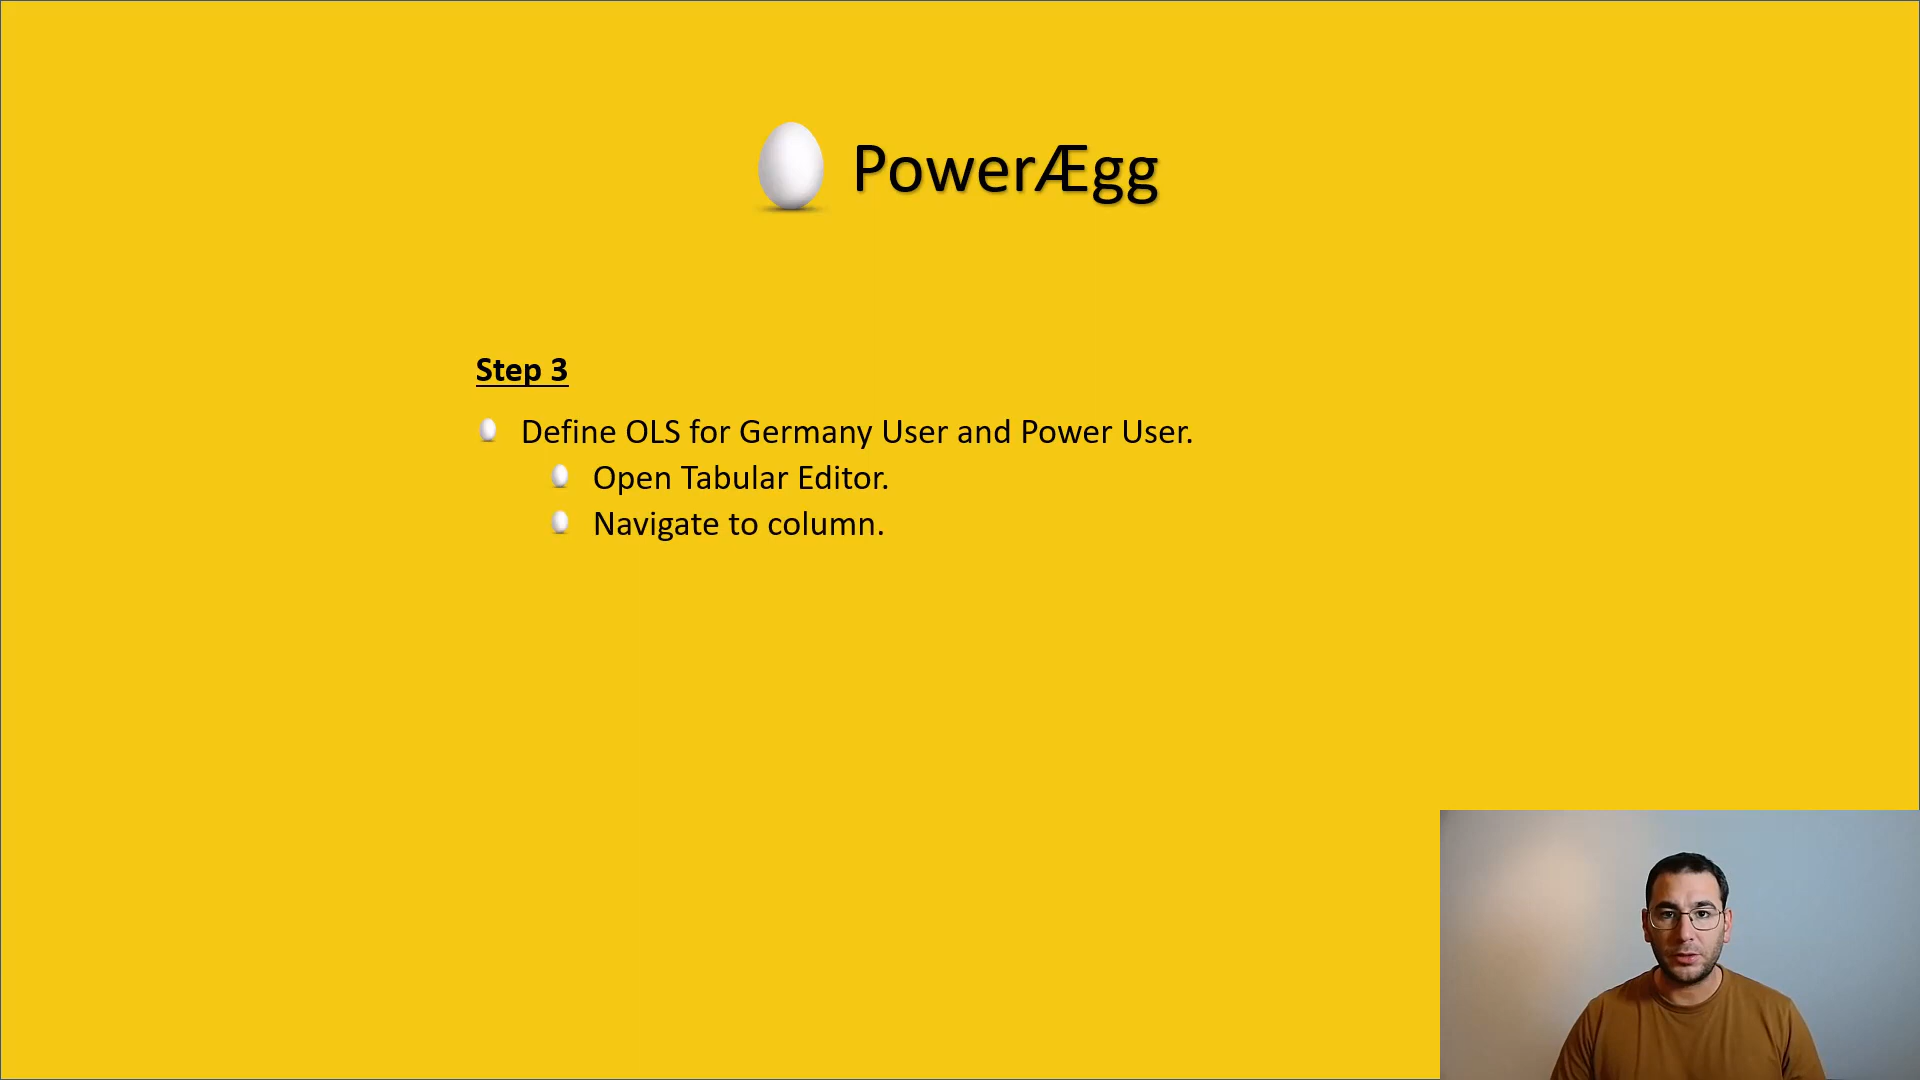 PowerÆgg
Step 3
Define OLS for Germany User and Power User.
Open Tabular Editor.
Navigate to column.